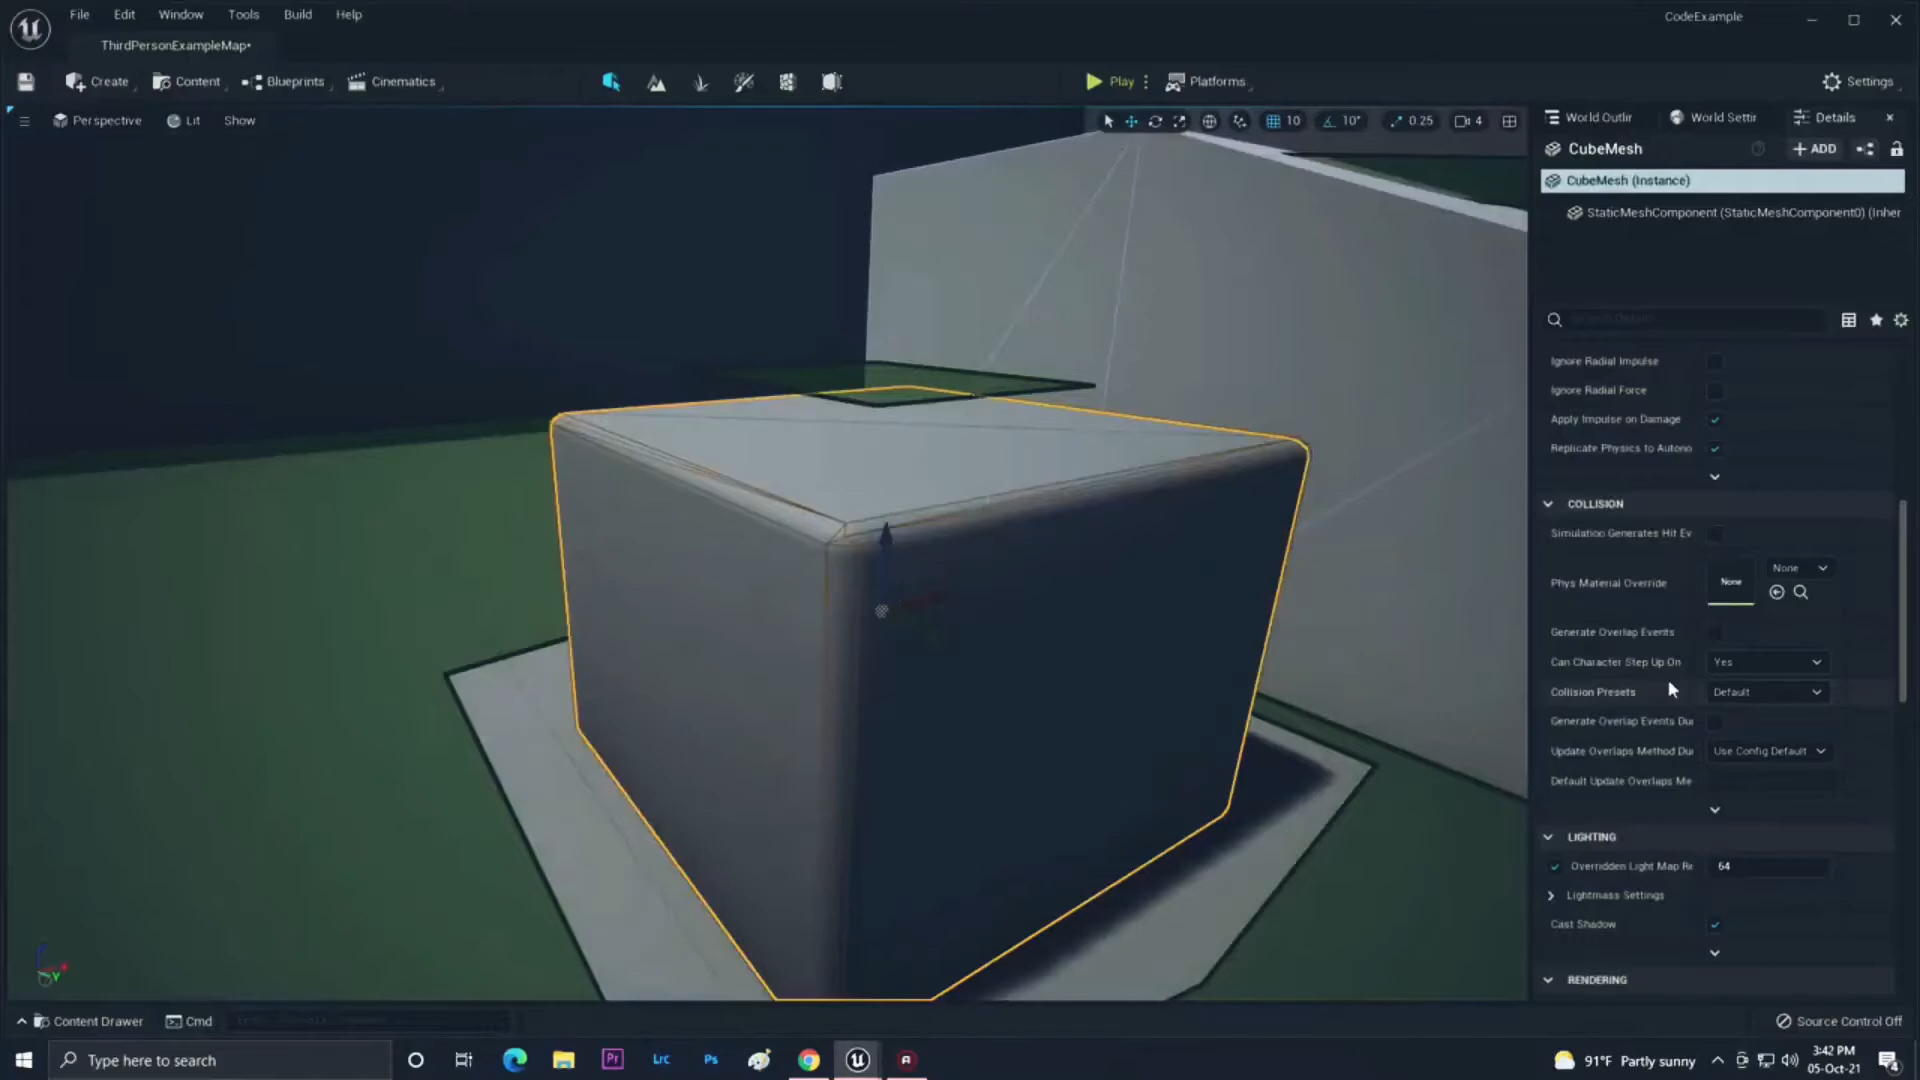 File Edit Window Tools Build Help
CodeExample
ThirdPersonExampleMap•
Create Content Blueprints Cinematics Play Platforms Settings
Perspective Lit Show
10 10° 0.25 4
World Outlir World Settir Details
CubeMesh
+ ADD
CubeMesh (Instance)
StaticMeshComponent (StaticMeshComponent0) (Inher
Ignore Radial Impulse
Ignore Radial Force
Apply Impulse on Damage
Replicate Physics to Autono
COLLISION
Simulation Generates Hit Ev
Phys Material Override None None
Generate Overlap Events
Can Character Step Up On Yes
Collision Presets Default
Generate Overlap Events Dur
Update Overlaps Method Dur Use Config Default
Default Update Overlaps Me
LIGHTING
Overridden Light Map Re 64
Lightmass Settings
Cast Shadow
RENDERING
Content Drawer Cmd
Source Control Off
Type here to search
Pr Lrc Ps
91°F Partly sunny
3:42 PM
05-Oct-21
4